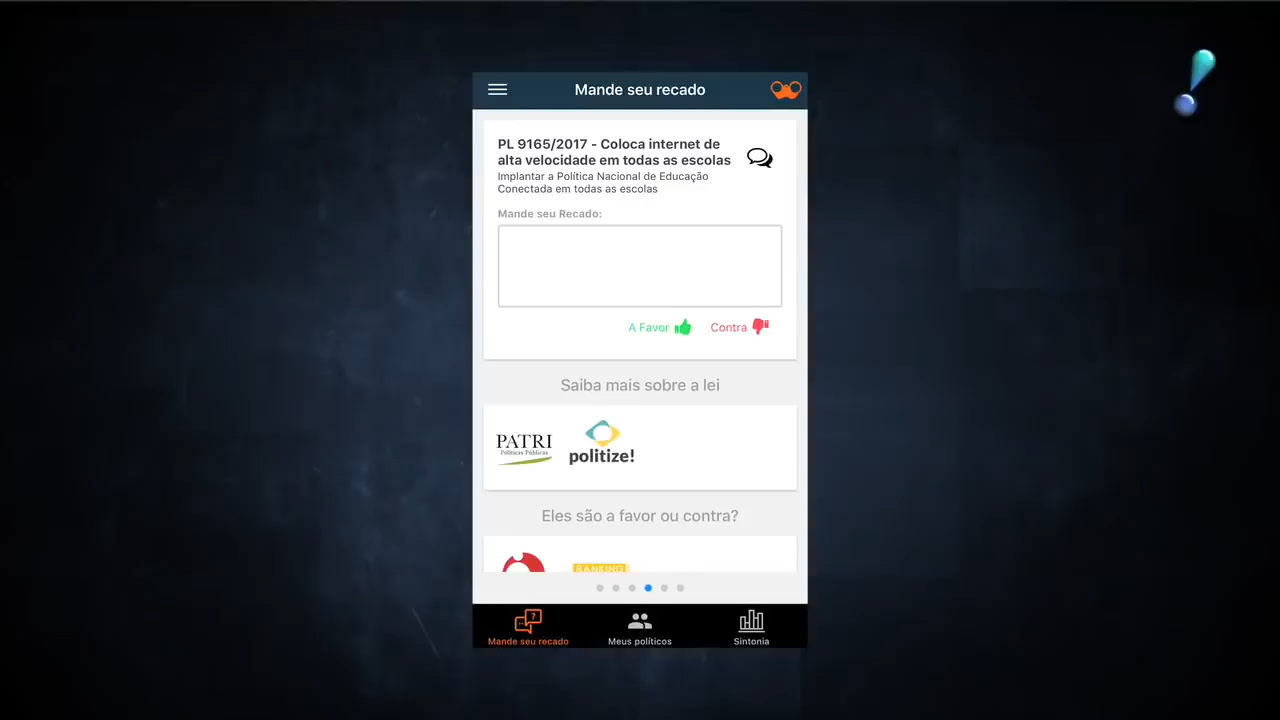 Mande seu recado
PL 9165/2017 - Coloca internet de
alta velocidade em todas as escolas
Implantar a Política Nacional de Educação
Conectada em todas as escolas
Mande seu Recado:
A Favor
Contra
Saiba mais sobre a lei
PATRI
Políticas Públicas
politize!
Eles são a favor ou contra?
RANKING
Mande seu recado
Meus políticos
Sintonia